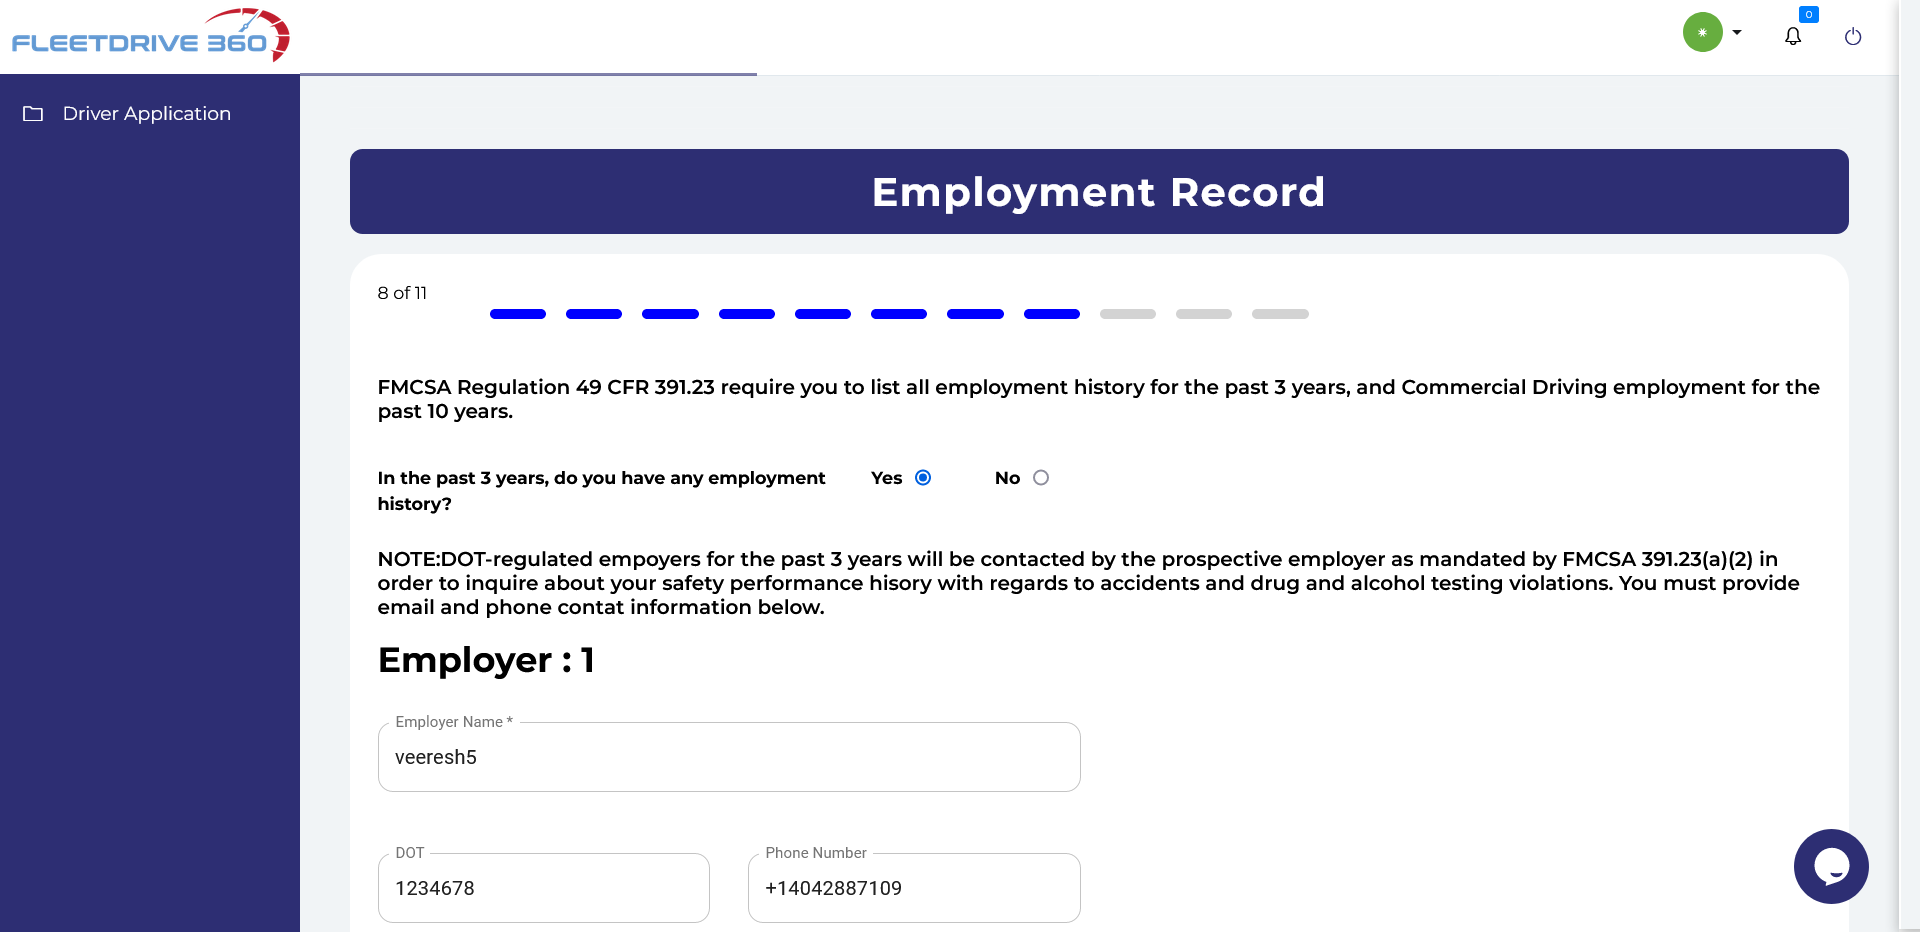 FLEETDRIVE 360
0
Driver Application
Employment Record
8 of 11
FMCSA Regulation 49 CFR 391.23 require you to list all employment history for the past 3 years, and Commercial Driving employment for the
past 10 years.
In the past 3 years, do you have any employment
history?
Yes
No
NOTE:DOT-regulated empoyers for the past 3 years will be contacted by the prospective employer as mandated by FMCSA 391.23(a)(2) in
order to inquire about your safety performance hisory with regards to accidents and drug and alcohol testing violations. You must provide
email and phone contat information below.
Employer : 1
Employer Name *
veeresh5
DOT
1234678
Phone Number
+14042887109